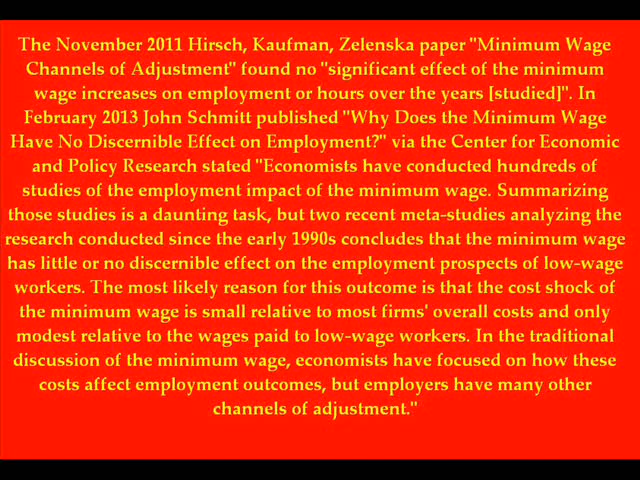 The November 2011 Hirsch, Kaufman, Zelenska paper "Minimum Wage
Channels of Adjustment" found no "significant effect of the minimum
wage increases on employment or hours over the years [studied]". In
February 2013 John Schmitt published "Why Does the Minimum Wage
Have No Discernible Effect on Employment?" via the Center for Economic
and Policy Research stated "Economists have conducted hundreds of
studies of the employment impact of the minimum wage. Summarizing
those studies is a daunting task, but two recent meta-studies analyzing the
research conducted since the early 1990s concludes that the minimum wage
has little or no discernible effect on the employment prospects of low-wage
workers. The most likely reason for this outcome is that the cost shock of
the minimum wage is small relative to most firms' overall costs and only
modest relative to the wages paid to low-wage workers. In the traditional
discussion of the minimum wage, economists have focused on how these
costs affect employment outcomes, but employers have many other
channels of adjustment."